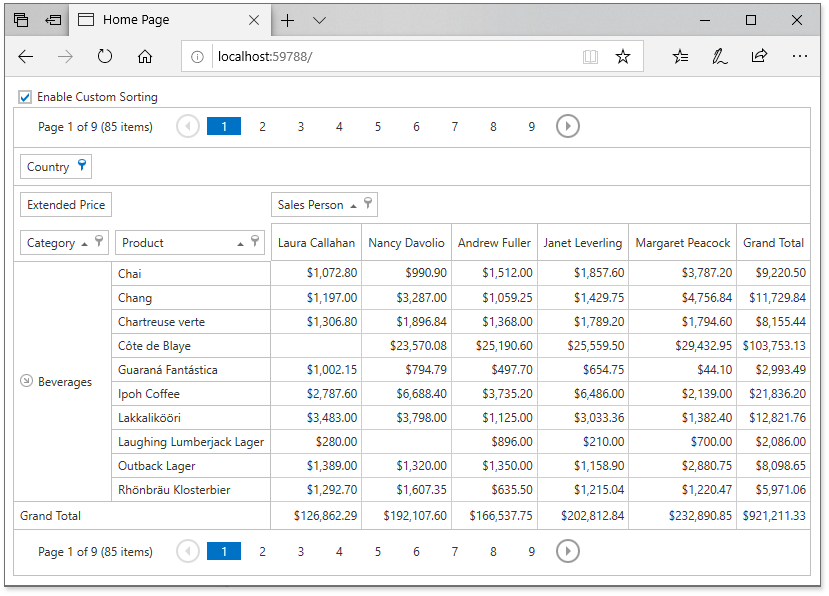 Home Page
localhost:59788/
Enable Custom Sorting
Page 1 of 9 (85 items) 1 2 3 4 5 6 7 8 9
Country
Extended Price Sales Person
Category Product Laura Callahan Nancy Davolio Andrew Fuller Janet Leverling Margaret Peacock Grand Total
Chai $1,072.80 $990.90 $1,512.00 $1,857.60 $3,787.20 $9,220.50
Chang $1,197.00 $3,287.00 $1,059.25 $1,429.75 $4,756.84 $11,729.84
Chartreuse verte $1,306.80 $1,896.84 $1,368.00 $1,789.20 $1,794.60 $8,155.44
Côte de Blaye $23,570.08 $25,190.60 $25,559.50 $29,432.95 $103,753.13
Guaraná Fantástica $1,002.15 $794.79 $497.70 $654.75 $44.10 $2,993.49
Beverages
Ipoh Coffee $2,787.60 $6,688.40 $3,735.20 $6,486.00 $2,139.00 $21,836.20
Lakkalikööri $3,483.00 $3,798.00 $1,125.00 $3,033.36 $1,382.40 $12,821.76
Laughing Lumberjack Lager $280.00 $896.00 $210.00 $700.00 $2,086.00
Outback Lager $1,389.00 $1,320.00 $1,350.00 $1,158.90 $2,880.75 $8,098.65
Rhönbräu Klosterbier $1,292.70 $1,607.35 $635.50 $1,215.04 $1,220.47 $5,971.06
Grand Total $126,862.29 $192,107.60 $166,537.75 $202,812.84 $232,890.85 $921,211.33
Page 1 of 9 (85 items) 1 2 3 4 5 6 7 8 9